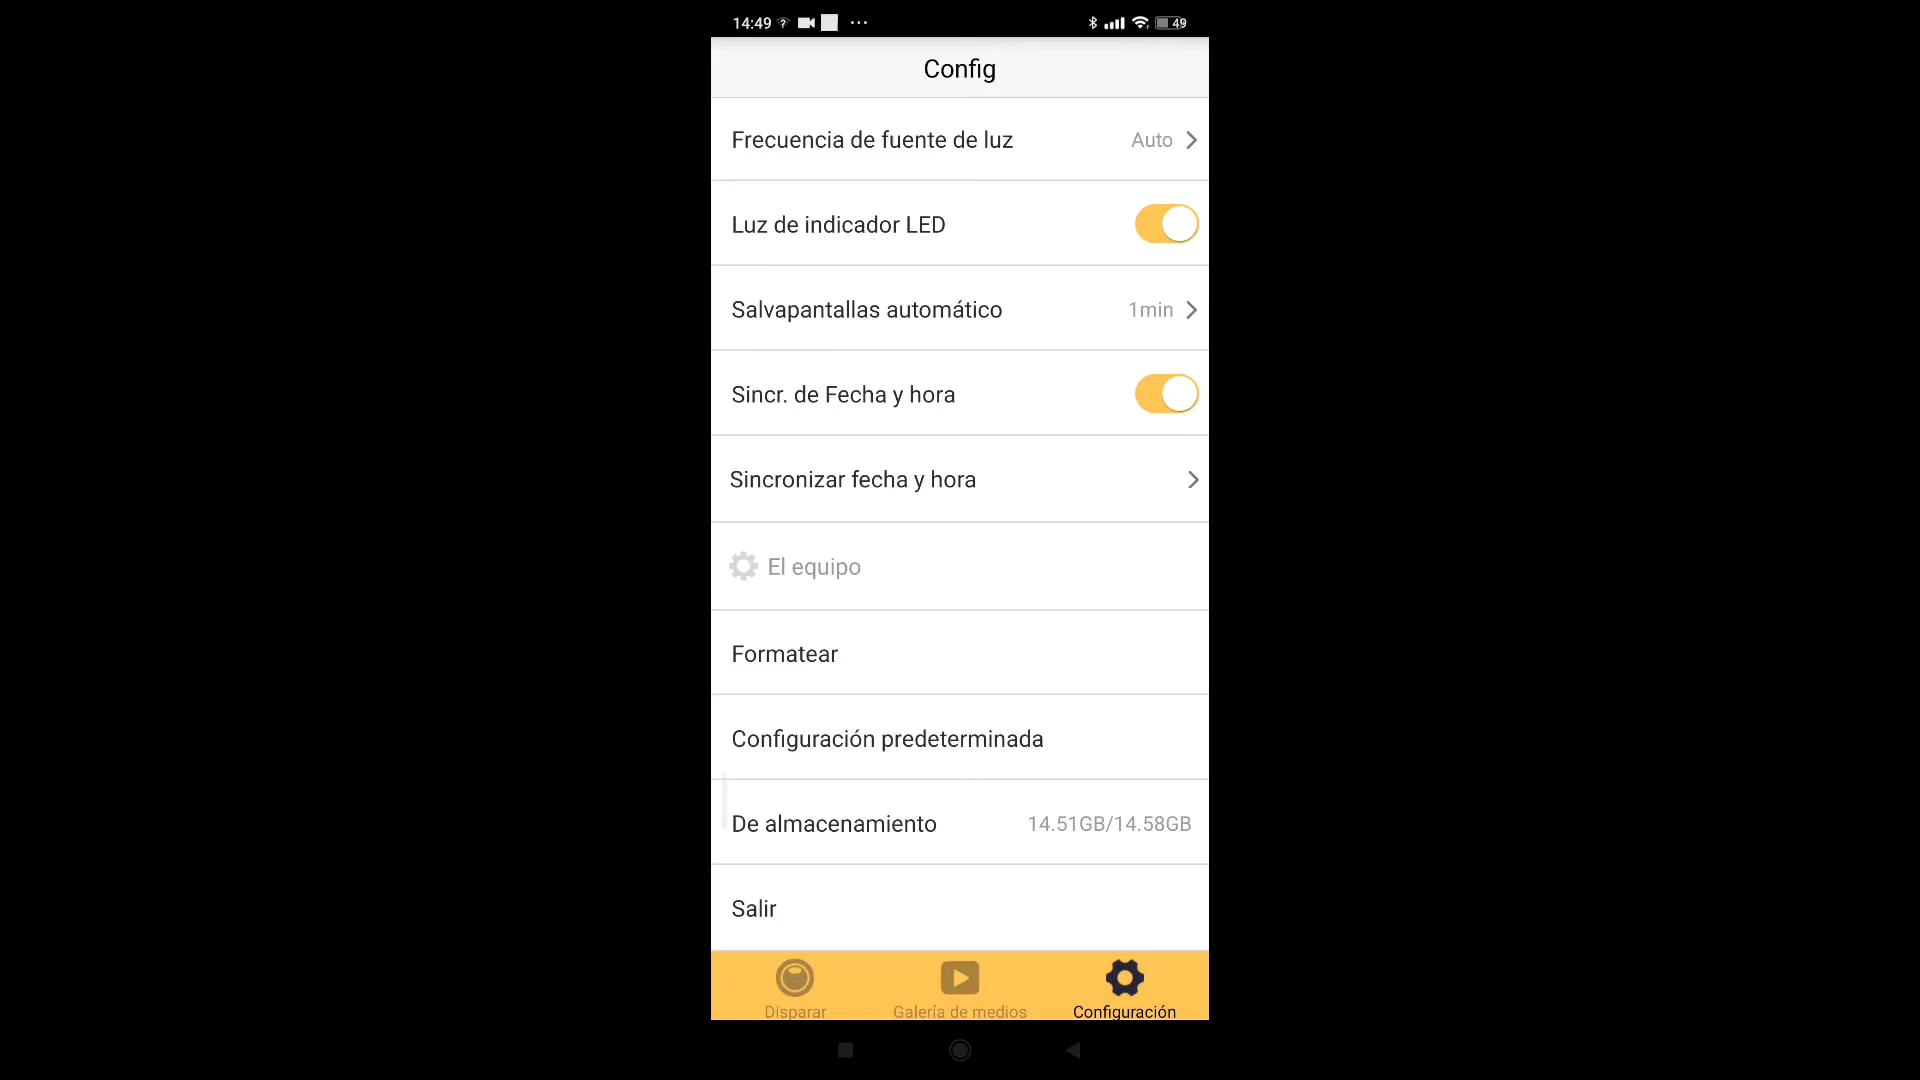 14:49
49
Config
Frecuencia de fuente de luz Auto
Luz de indicador LED
Salvapantallas automático 1min
Sincr. de Fecha y hora
Sincronizar fecha y hora
El equipo
Formatear
Configuración predeterminada
De almacenamiento 14.51GB/14.58GB
Salir
Disparar Galería de medios Configuración